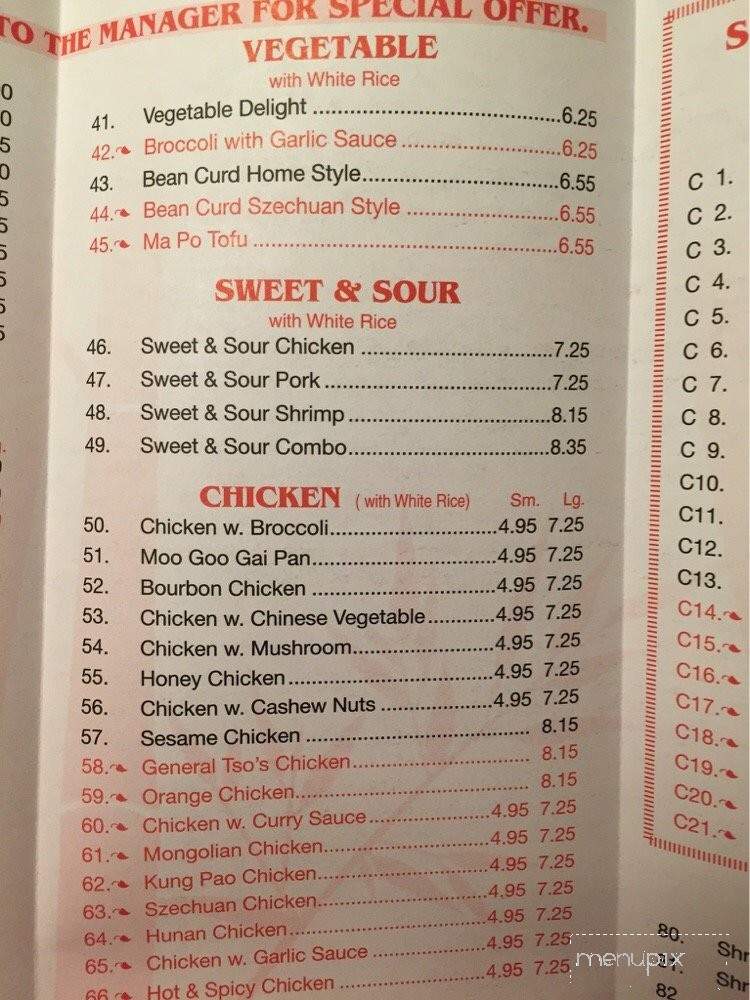 TO THE MANAGER FOR SPECIAL OFFER.
VEGETABLE
with White Rice
41. Vegetable Delight ........................................6.25
42. Broccoli with Garlic Sauce ..........................6.25
43. Bean Curd Home Style................................6.55
44. Bean Curd Szechuan Style .........................6.55
45. Ma Po Tofu ..................................................6.55
SWEET & SOUR
with White Rice
46. Sweet & Sour Chicken ...............................7.25
47. Sweet & Sour Pork .....................................7.25
48. Sweet & Sour Shrimp .................................8.15
49. Sweet & Sour Combo.................................8.35
CHICKEN ( with White Rice) Sm. Lg.
50. Chicken w. Broccoli...........................4.95 7.25
51. Moo Goo Gai Pan..............................4.95 7.25
52. Bourbon Chicken ..............................4.95 7.25
53. Chicken w. Chinese Vegetable...........4.95 7.25
54. Chicken w. Mushroom.......................4.95 7.25
55. Honey Chicken..................................4.95 7.25
56. Chicken w. Cashew Nuts ..................4.95 7.25
57. Sesame Chicken ..................................... 8.15
58. General Tso's Chicken............................. 8.15
59. Orange Chicken...................................... 8.15
60. Chicken w. Curry Sauce....................4.95 7.25
61. Mongolian Chicken...........................4.95 7.25
62. Kung Pao Chicken............................4.95 7.25
63. Szechuan Chicken............................4.95 7.25
64. Hunan Chicken.................................4.95 7.25
65. Chicken w. Garlic Sauce ..................4.95 7.25
66 Hot & Spicy Chicken ........................4.95 7.25
S
C 1.
C 2.
C 3.
C 4.
C 5.
C 6.
C 7.
C 8.
C 9.
C10.
C11.
C12.
C13.
C14.
C15.
C16.
C17.
C18.
C19.
C20.
C21.
80. Shr
81. Shr
82
menupix